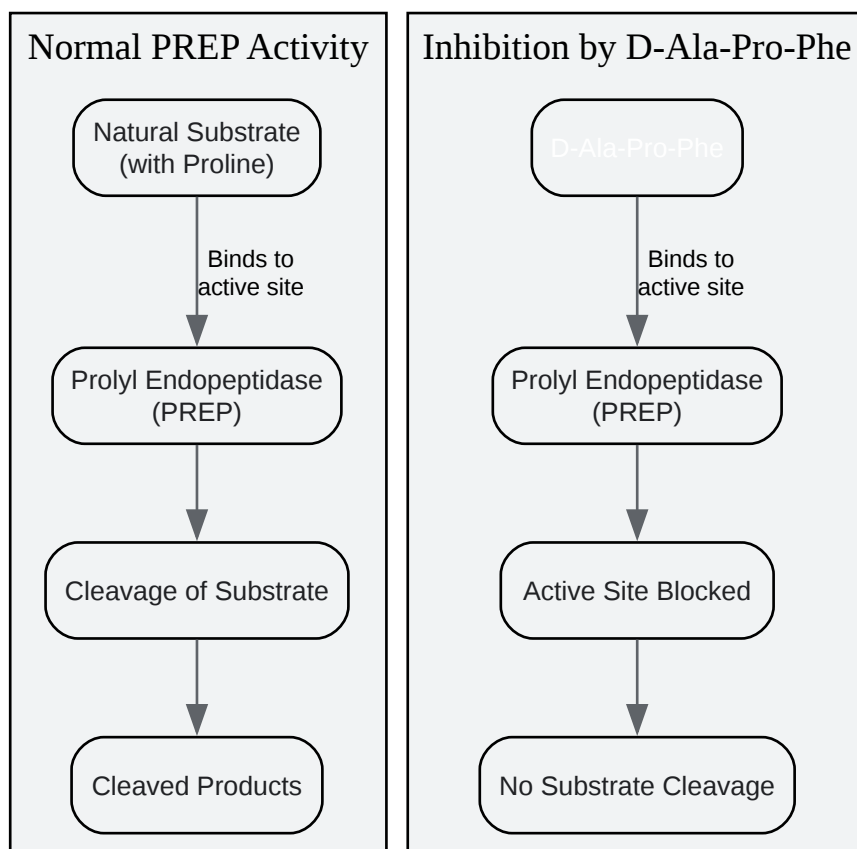 Normal PREP Activity
Natural Substrate
(with Proline)
Binds to
active site
Prolyl Endopeptidase
(PREP)
Cleavage of Substrate
Cleaved Products
Inhibition by D-Ala-Pro-Phe
D-Ala-Pro-Phe
Binds to
active site
Prolyl Endopeptidase
(PREP)
Active Site Blocked
No Substrate Cleavage